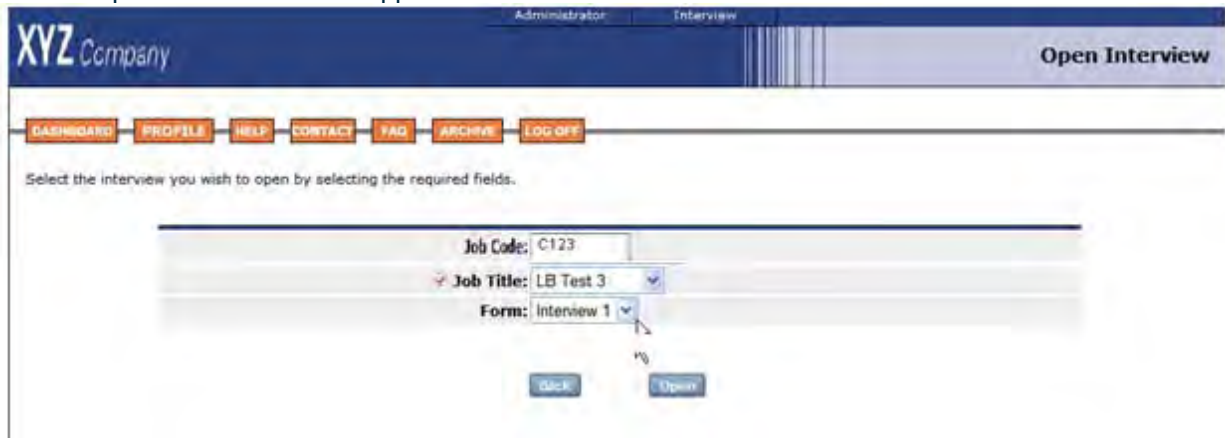 Administrator Interview
XYZ Company
Open Interview
DASHBOARD PROFILE HELP CONTACT FAQ ARCHIVE LOG OFF
Select the interview you wish to open by selecting the required fields.
Job Code: C123
Job Title: LB Test 3
Form: Interview 1
Back Open